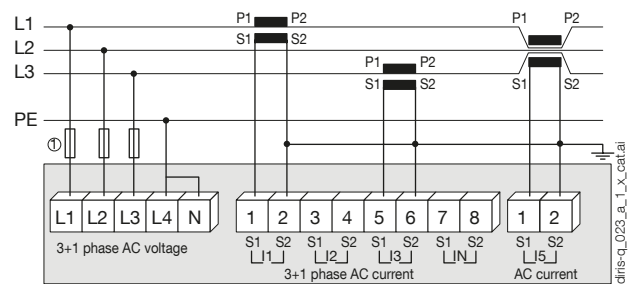 L1
P1 P2
P1 P2
S1 S2
L2
S1 S2
P1 P2
L3
S1 S2
PE
①
L1 L2 L3 L4 N
1 2 3 4 5 6 7 8
1 2
S1 S2 S1 S2 S1 S2 S1 S2
S1 S2
I1 I2 I3 IN
I5
3+1 phase AC voltage
3+1 phase AC current
AC current
diris-q_023_a_1_x_cat.ai